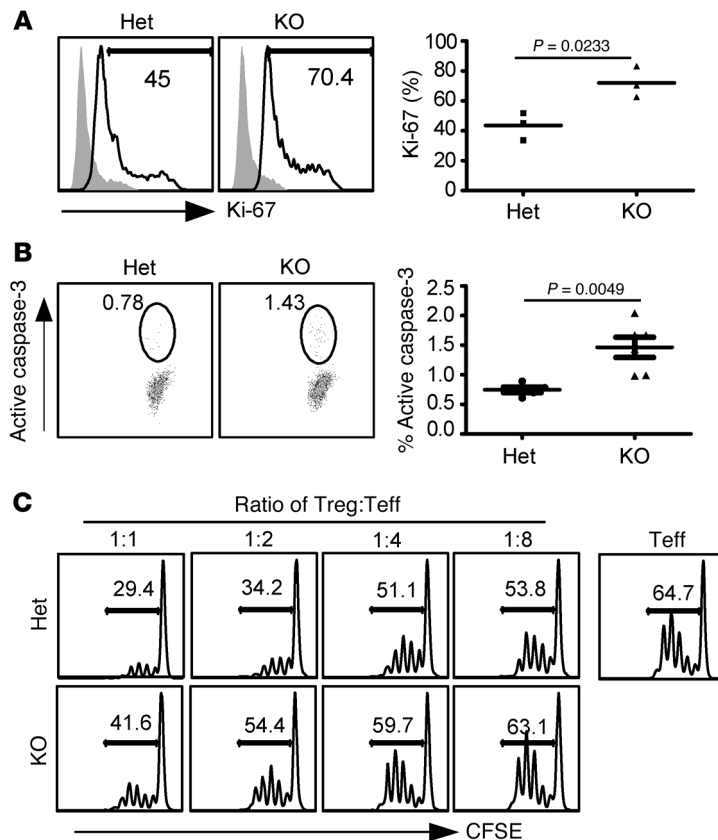 A
Het KO
45 70.4
Ki-67
Ki-67 (%)
100
80
60
40
20
0
P = 0.0233
Het KO
B
Het KO
0.78 1.43
Active caspase-3
% Active caspase-3
2.5
2.0
1.5
1.0
0.5
0.0
P = 0.0049
Het KO
C
Ratio of Treg:Teff
1:1 1:2 1:4 1:8 Teff
Het
29.4 34.2 51.1 53.8 64.7
KO
41.6 54.4 59.7 63.1
CFSE